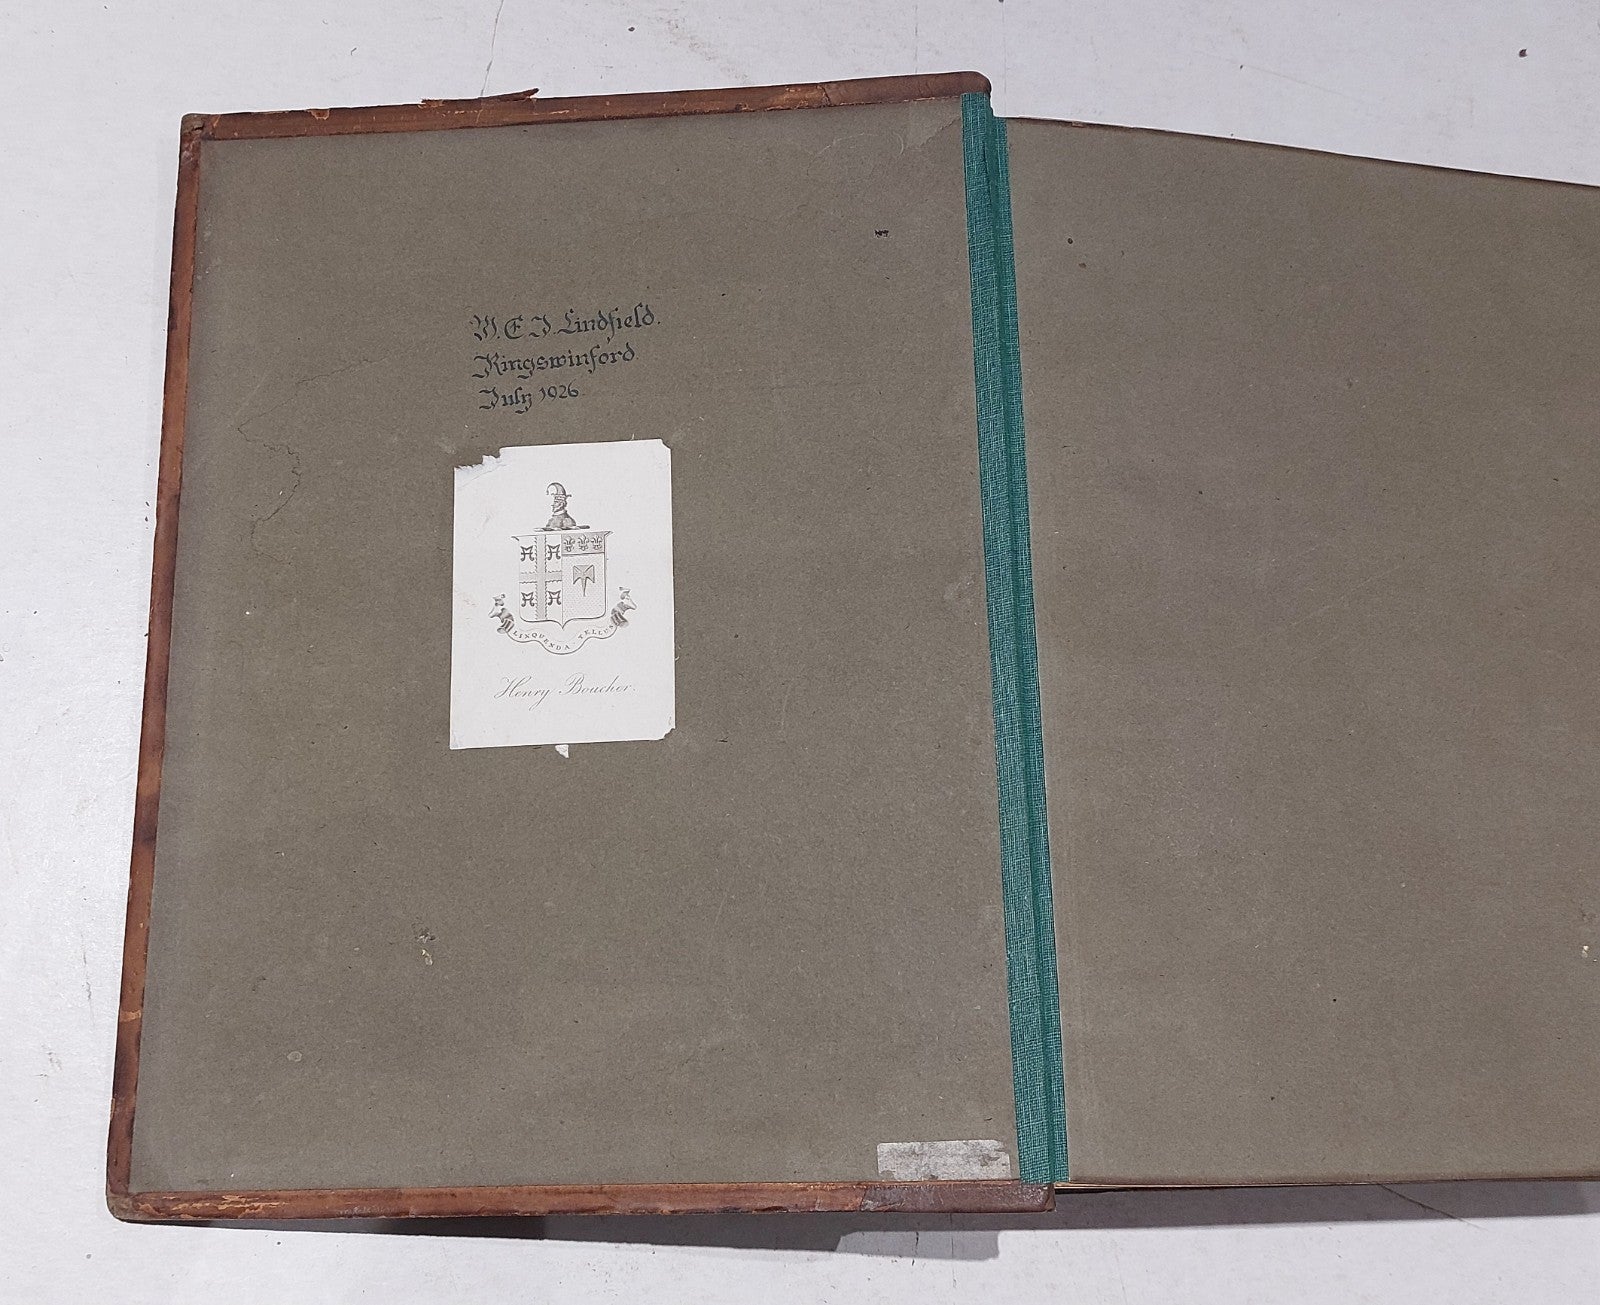 W. E. J. Lindfield.
Kingswinford.
July 1926.
LINQUENDA TELLUS
Henry Boucher.